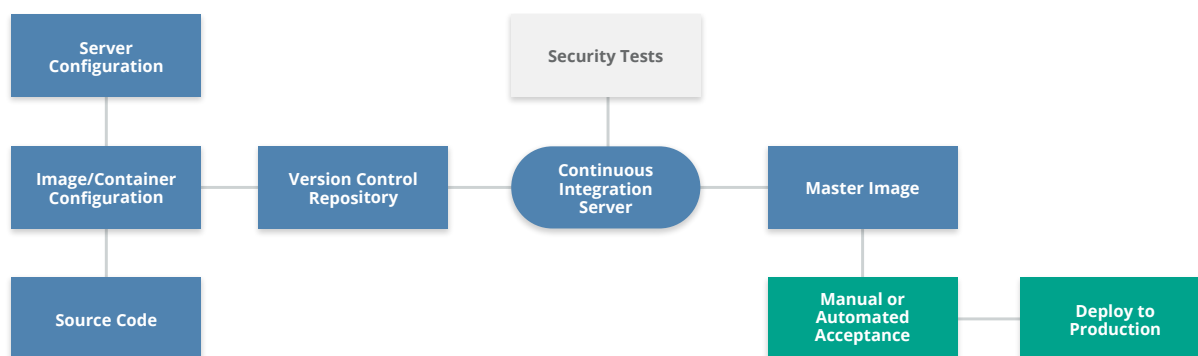 Server
Configuration
Security Tests
Image/Container
Configuration
Version Control
Repository
Continuous
Integration
Server
Master Image
Source Code
Manual or
Automated
Acceptance
Deploy to
Production